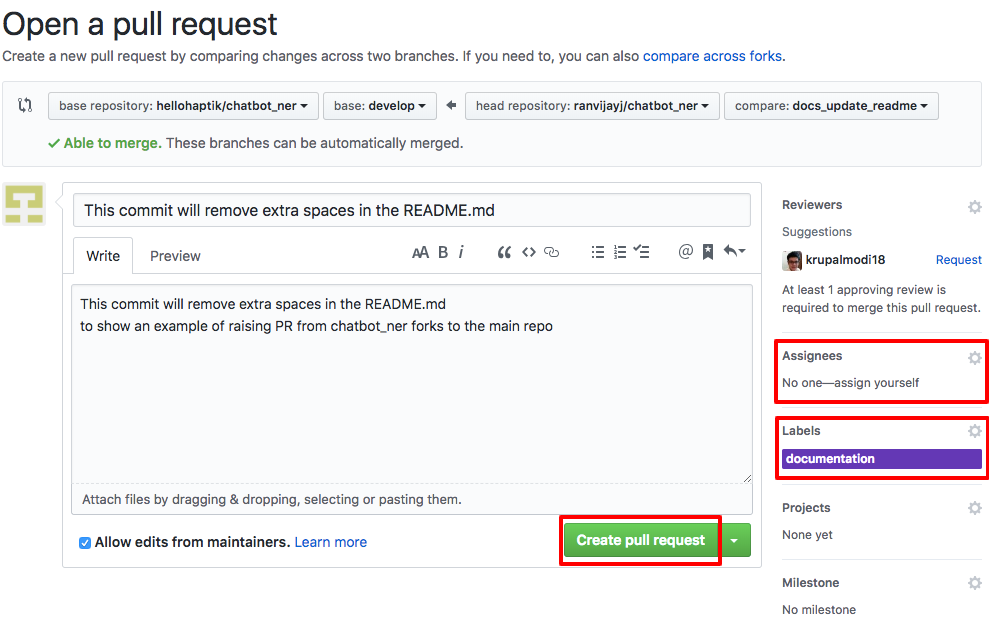 Open a pull request
Create a new pull request by comparing changes across two branches. If you need to, you can also compare across forks.
base repository: hellohaptik/chatbot_ner base: develop head repository: ranvijayj/chatbot_ner compare: docs_update_readme
Able to merge. These branches can be automatically merged.
This commit will remove extra spaces in the README.md
Write Preview AA B i @
This commit will remove extra spaces in the README.md
to show an example of raising PR from chatbot_ner forks to the main repo
Attach files by dragging & dropping, selecting or pasting them.
Allow edits from maintainers. Learn more
Create pull request
Reviewers
Suggestions
krupalmodi18 Request
At least 1 approving review is
required to merge this pull request.
Assignees
No one—assign yourself
Labels
documentation
Projects
None yet
Milestone
No milestone